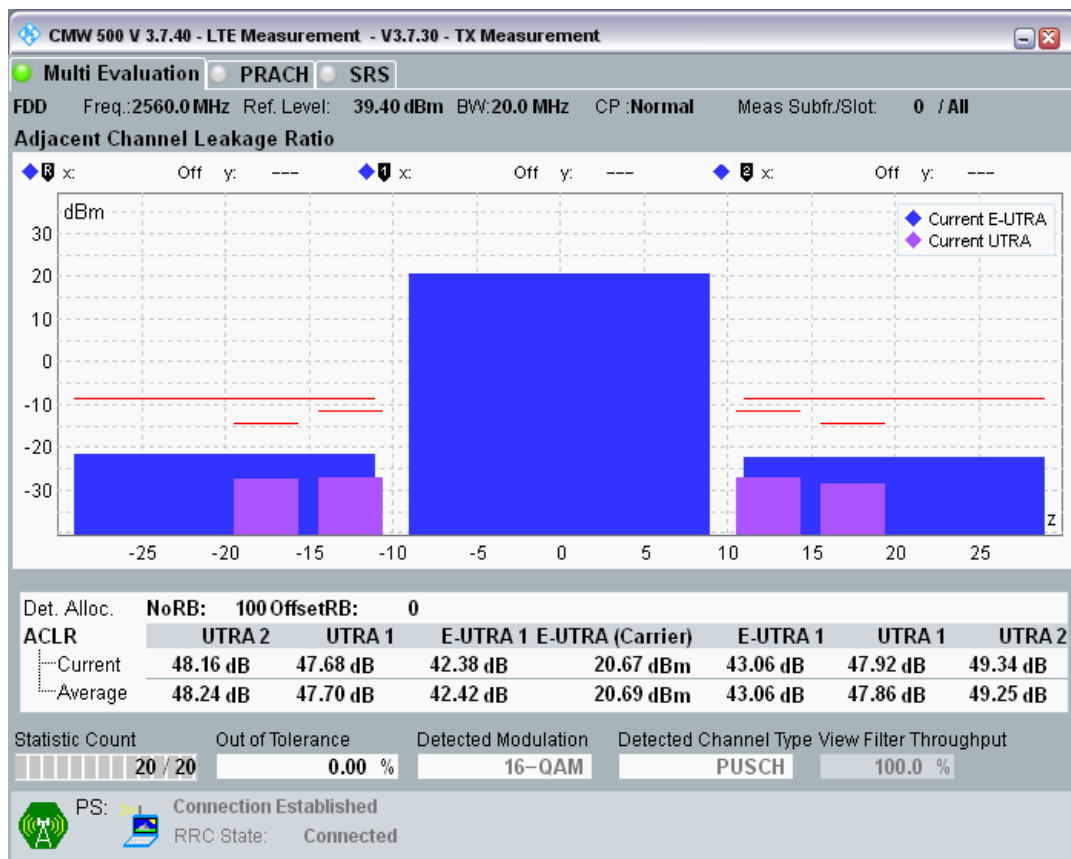 CMW 500 V 3.7.40 - LTE Measurement - V3.7.30 - TX Measurement
Multi Evaluation PRACH SRS
FDD Freq.:2560.0 MHz Ref. Level: 39.40 dBm BW:20.0 MHz CP :Normal Meas Subfr./Slot: 0 / All
Adjacent Channel Leakage Ratio
R x: Off y: --- 1 x: Off y: --- 2 x: Off y: ---
dBm
Current E-UTRA
Current UTRA
30
20
10
0
-10
-20
-30
z
-25 -20 -15 -10 -5 0 5 10 15 20 25
Det. Alloc. NoRB: 100 OffsetRB: 0
ACLR UTRA 2 UTRA 1 E-UTRA 1 E-UTRA (Carrier) E-UTRA 1 UTRA 1 UTRA 2
Current 48.16 dB 47.68 dB 42.38 dB 20.67 dBm 43.06 dB 47.92 dB 49.34 dB
Average 48.24 dB 47.70 dB 42.42 dB 20.69 dBm 43.06 dB 47.86 dB 49.25 dB
Statistic Count Out of Tolerance Detected Modulation Detected Channel Type View Filter Throughput
20 / 20 0.00 % 16-QAM PUSCH 100.0 %
PS: Connection Established
RRC State: Connected